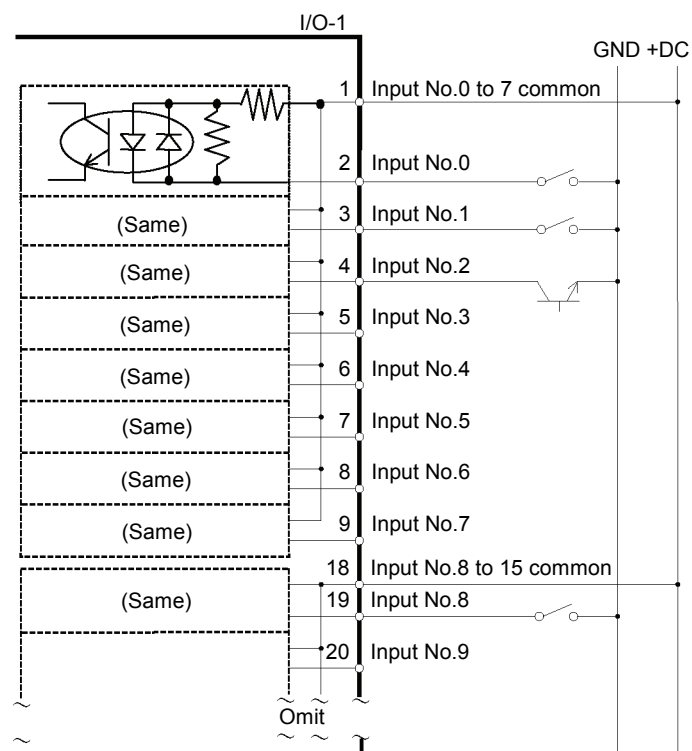 I/O-1
GND +DC
1 Input No.0 to 7 common
2 Input No.0
(Same) 3 Input No.1
(Same) 4 Input No.2
(Same) 5 Input No.3
(Same) 6 Input No.4
(Same) 7 Input No.5
(Same) 8 Input No.6
(Same) 9 Input No.7
18 Input No.8 to 15 common
(Same) 19 Input No.8
20 Input No.9
Omit